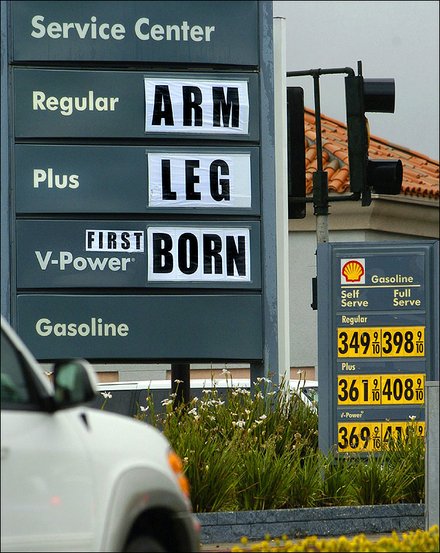 Service Center
Regular ARM
Plus LEG
FIRST BORN
V-Power
Gasoline
Gasoline
Self Serve Full Serve
Regular
349 9/10 398 9/10
Plus
361 9/10 408 9/10
V-Power
369 9/10